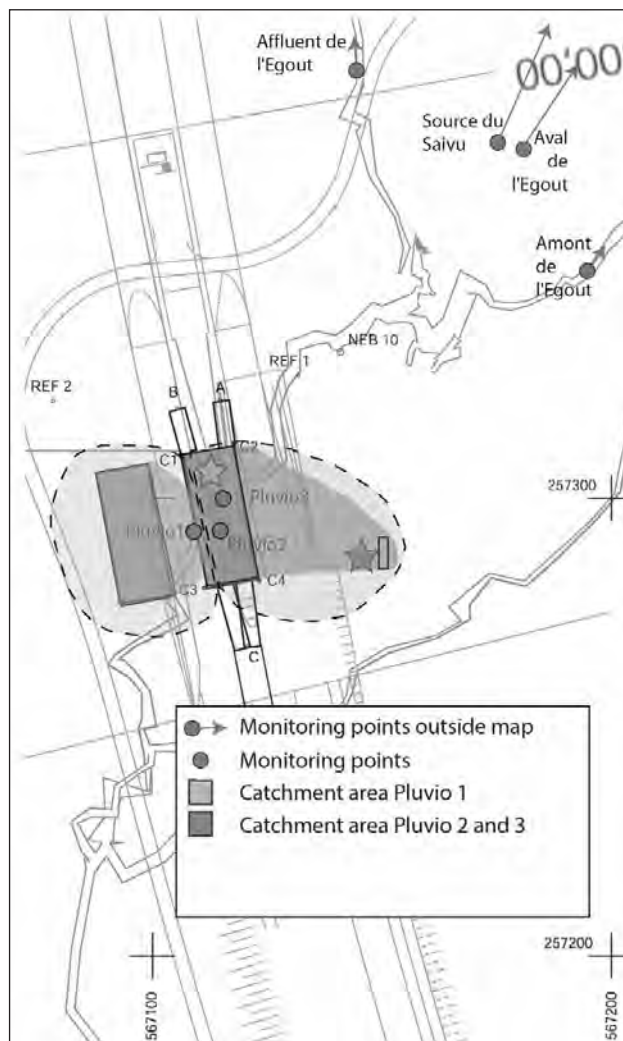 Affluent de
l'Egout
00'00
Source du
Saivu
Aval
de
l'Egout
Amont
de
l'Egout
NEB 10
REF 1
REF 2
B
A
C1
C2
Pluvio3
257300
Pluvio1
Pluvio2
C3
C4
C
Monitoring points outside map
Monitoring points
Catchment area Pluvio 1
Catchment area Pluvio 2 and 3
257200
567100
567200